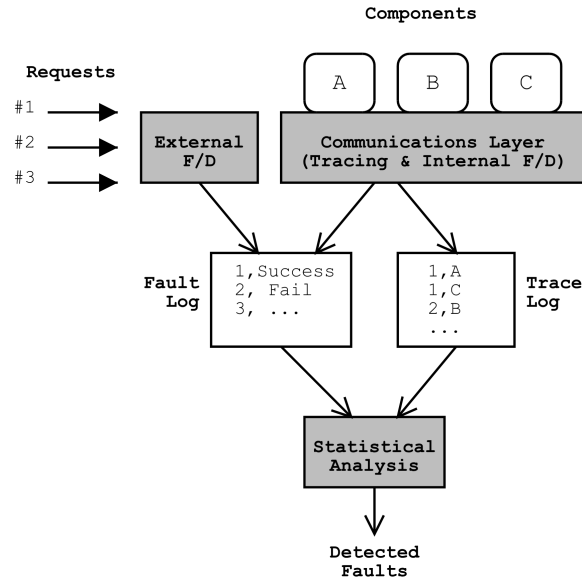 Components
Requests
A B C
#1
#2
#3
External
F/D
Communications Layer
(Tracing & Internal F/D)
Fault
Log
1,Success
2, Fail
3, ...
1,A
1,C
2,B
...
Trace
Log
Statistical
Analysis
Detected
Faults